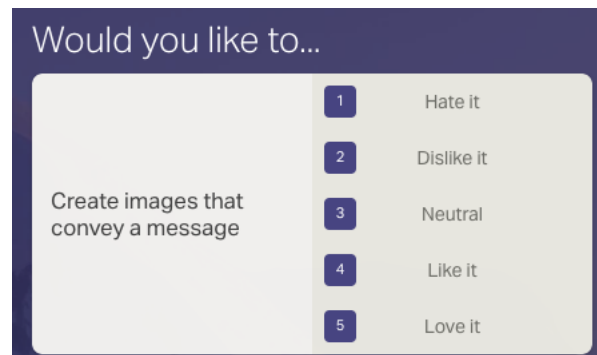 Would you like to...
Create images that
convey a message
1 Hate it
2 Dislike it
3 Neutral
4 Like it
5 Love it